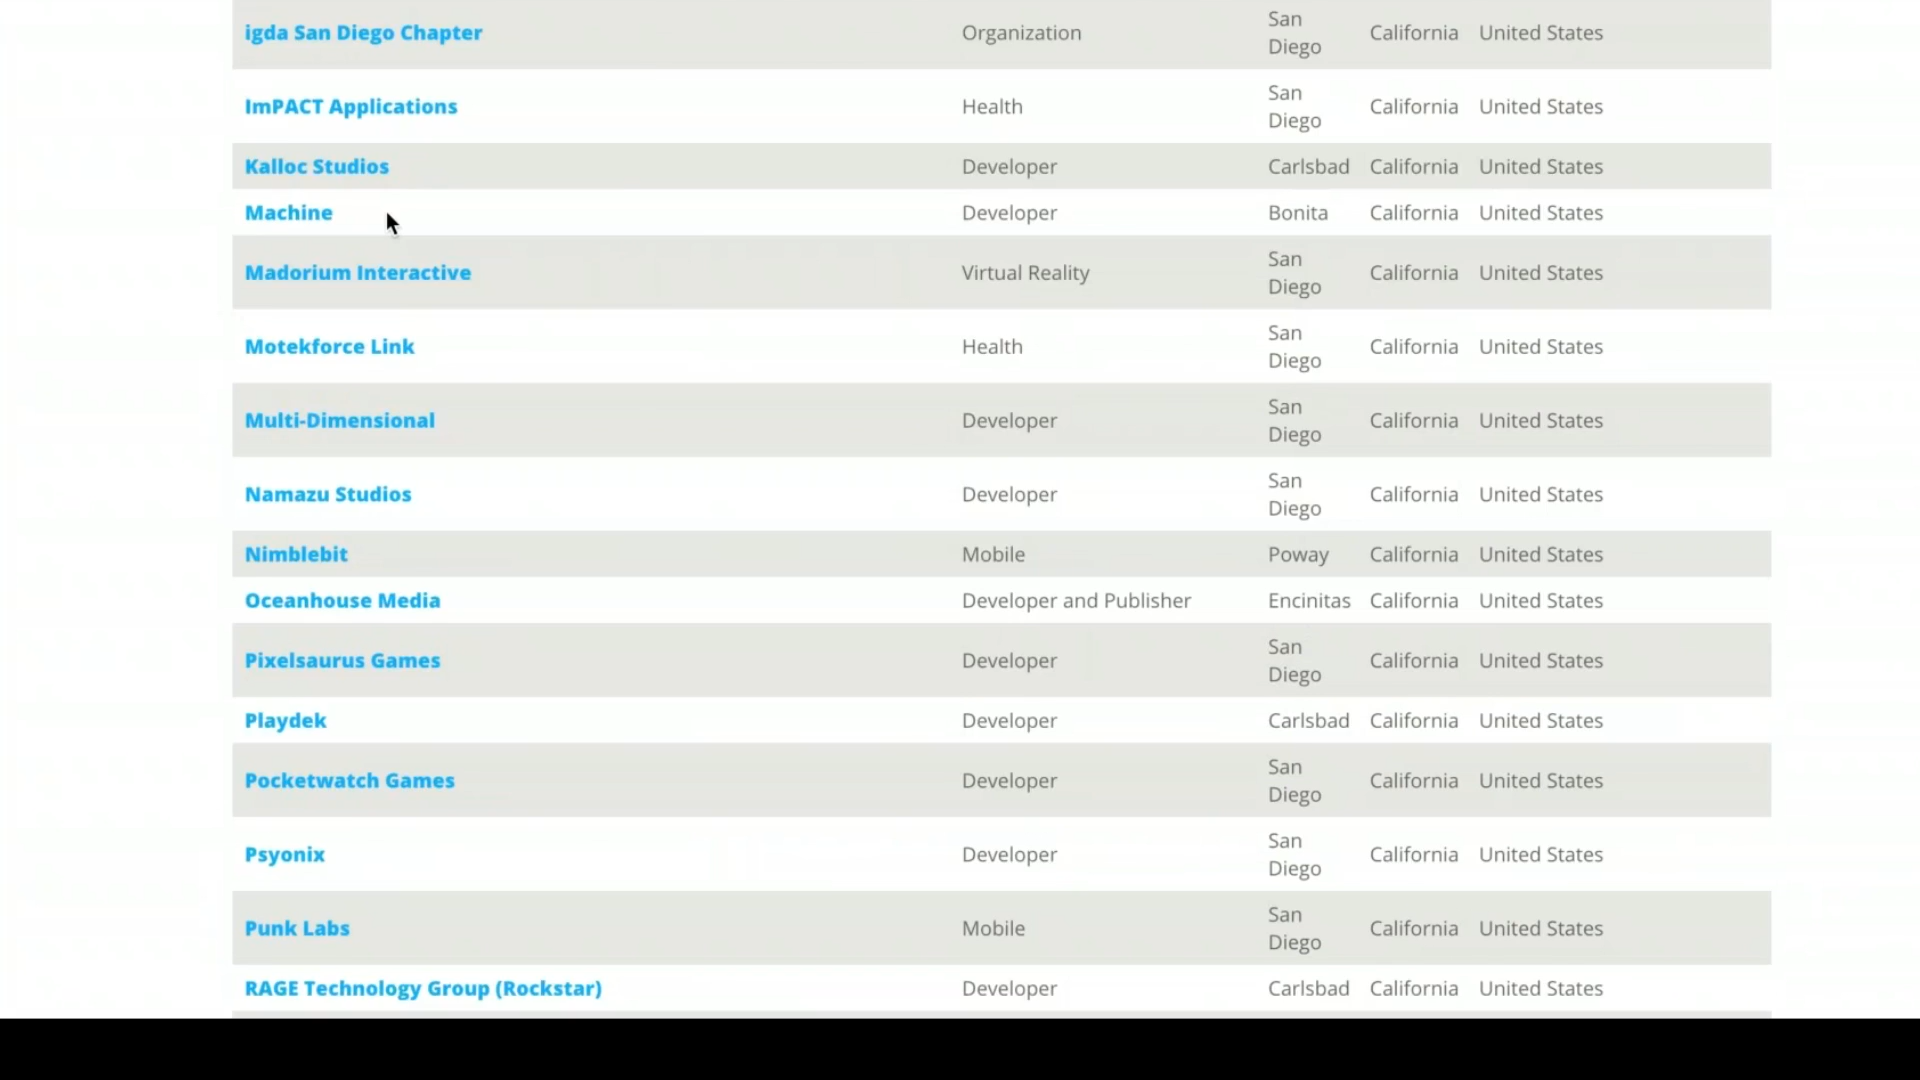 igda San Diego Chapter Organization San Diego California United States
ImPACT Applications Health San Diego California United States
Kalloc Studios Developer Carlsbad California United States
Machine Developer Bonita California United States
Madorium Interactive Virtual Reality San Diego California United States
Motekforce Link Health San Diego California United States
Multi-Dimensional Developer San Diego California United States
Namazu Studios Developer San Diego California United States
Nimblebit Mobile Poway California United States
Oceanhouse Media Developer and Publisher Encinitas California United States
Pixelsaurus Games Developer San Diego California United States
Playdek Developer Carlsbad California United States
Pocketwatch Games Developer San Diego California United States
Psyonix Developer San Diego California United States
Punk Labs Mobile San Diego California United States
RAGE Technology Group (Rockstar) Developer Carlsbad California United States